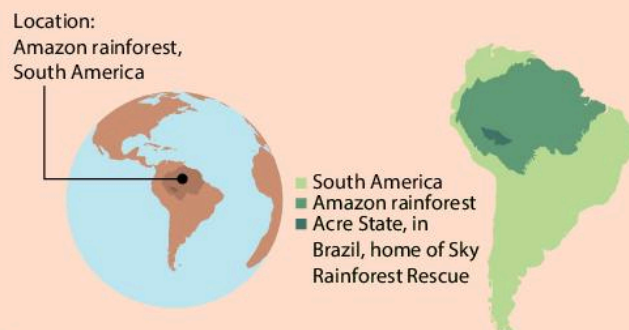 Location:
Amazon rainforest,
South America
South America
Amazon rainforest
Acre State, in
Brazil, home of Sky
Rainforest Rescue